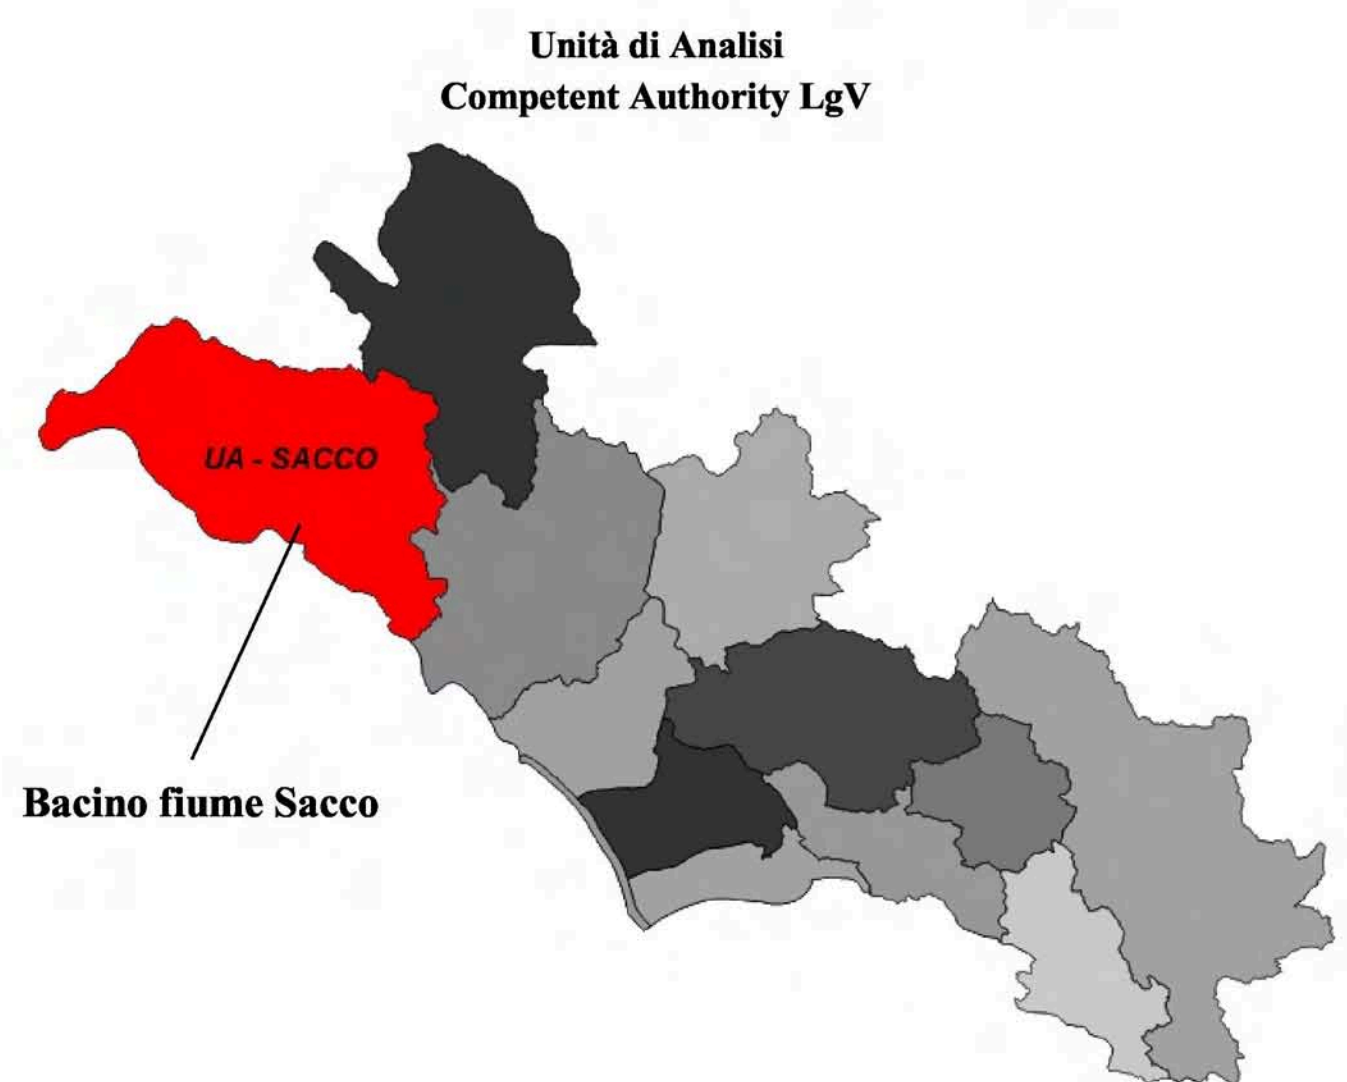 Unità di Analisi
Competent Authority LgV
UA - SACCO
Bacino fiume Sacco